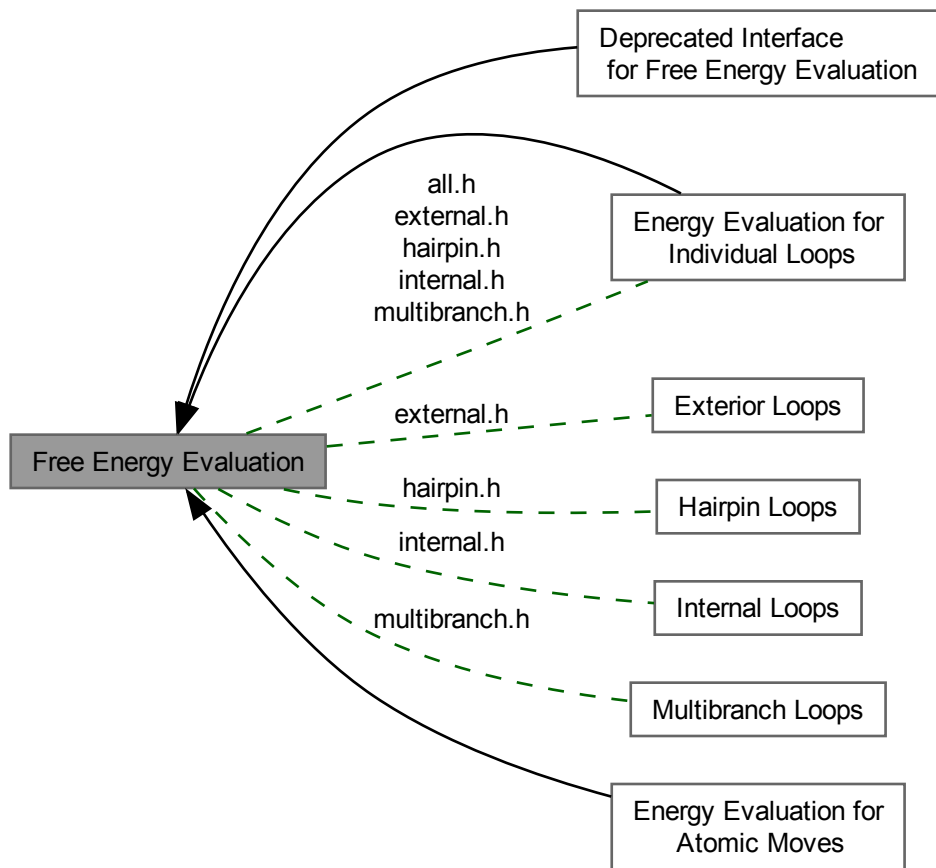 Deprecated Interface
for Free Energy Evaluation
all.h
external.h
hairpin.h
internal.h
multibranch.h
Energy Evaluation for
Individual Loops
external.h
Exterior Loops
Free Energy Evaluation
hairpin.h
Hairpin Loops
internal.h
Internal Loops
multibranch.h
Multibranch Loops
Energy Evaluation for
Atomic Moves